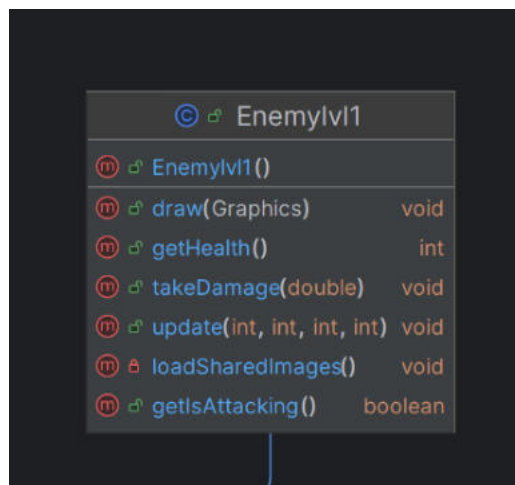 © Enemylvl1
m Enemylvl1()
m draw(Graphics) void
m getHealth() int
m takeDamage(double) void
m update(int, int, int, int) void
m loadSharedImages() void
m getIsAttacking() boolean